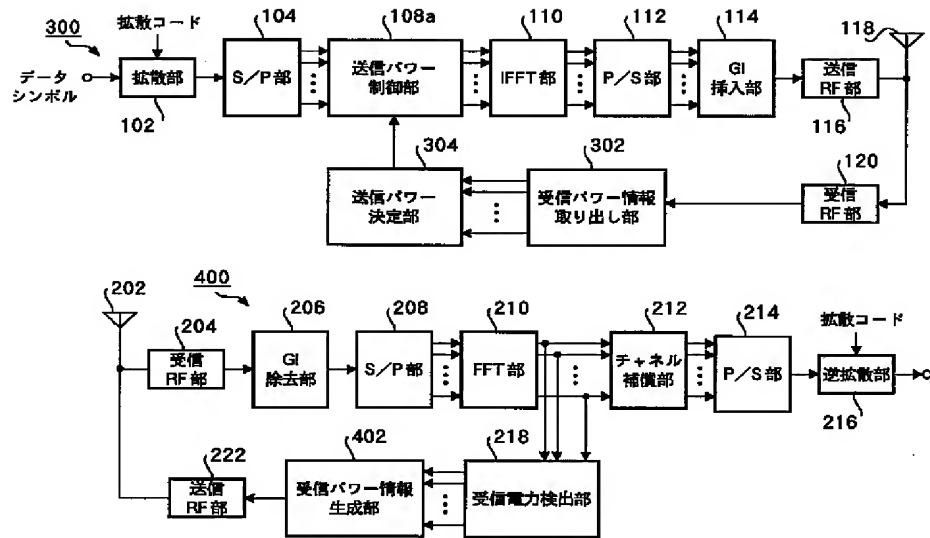 300
拡散コード
データ
シンボル
拡散部
102
104
S/P部
108a
送信パワー
制御部
110
IFFT部
112
P/S部
114
GI
挿入部
118
送信
RF部
116
304
送信パワー
決定部
302
受信パワー情報
取り出し部
120
受信
RF部
202
400
204
受信
RF部
206
GI
除去部
208
S/P部
210
FFT部
212
チャネル
補償部
214
P/S部
拡散コード
逆拡散部
216
222
送信
RF部
402
受信パワー情報
生成部
218
受信電力検出部